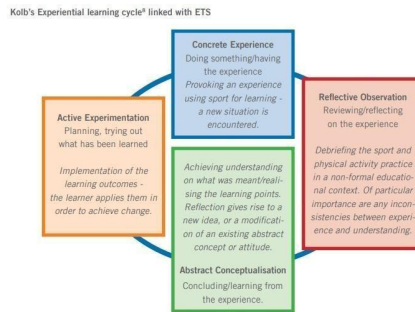 Kolb's Experiential learning cycle⁸ linked with ETS
Concrete Experience
Doing something/having
the experience
Provoking an experience
using sport for learning -
a new situation is
encountered.
Reflective Observation
Reviewing/reflecting
on the experience
Debriefing the sport and
physical activity practice
in a non-formal educatio-
nal context. Of particular
importance are any incon-
sistencies between experi-
ence and understanding.
Achieving understanding
on what was meant/reali-
sing the learning points.
Reflection gives rise to a
new idea, or a modificati-
on of an existing abstract
concept or attitude.
Abstract Conceptualisation
Concluding/learning from
the experience.
Active Experimentation
Planning, trying out
what has been learned
Implementation of the
learning outcomes -
the learner applies them in
order to achieve change.